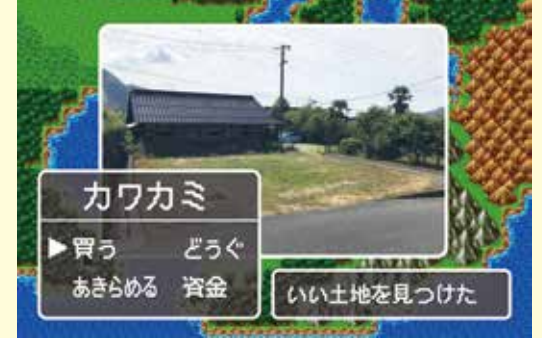 カワカミ
▶買う　どうぐ
あきらめる　資金
いい土地を見つけた